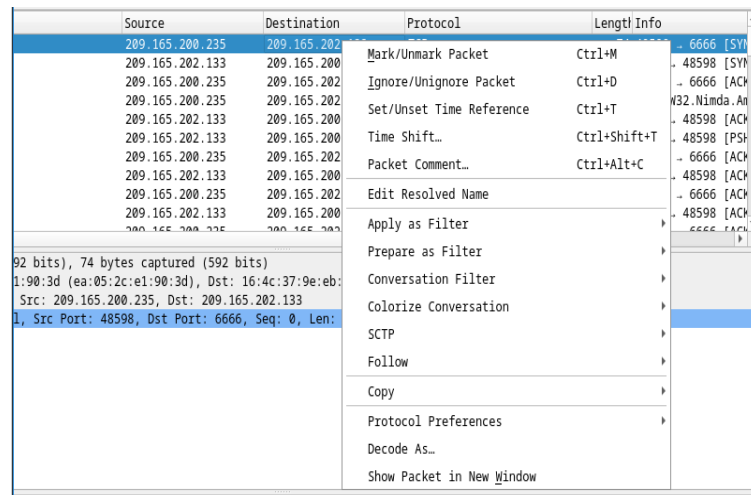 Source Destination Protocol Lengtl Info
209.165.200.235 209.165.202 → 6666 [SYN
209.165.202.133 209.165.200 → 48598 [SYN
209.165.200.235 209.165.202 → 6666 [ACK
209.165.200.235 209.165.202 W32.Nimda.Am
209.165.202.133 209.165.200 → 48598 [ACK
209.165.202.133 209.165.200 → 48598 [PSH
209.165.200.235 209.165.202 → 6666 [ACK
209.165.202.133 209.165.200 → 48598 [ACK
209.165.200.235 209.165.202 → 6666 [ACK
209.165.202.133 209.165.200 → 48598 [ACK
Mark/Unmark Packet Ctrl+M
Ignore/Unignore Packet Ctrl+D
Set/Unset Time Reference Ctrl+T
Time Shift… Ctrl+Shift+T
Packet Comment… Ctrl+Alt+C
Edit Resolved Name
Apply as Filter
Prepare as Filter
Conversation Filter
Colorize Conversation
SCTP
Follow
Copy
Protocol Preferences
Decode As…
Show Packet in New Window
92 bits), 74 bytes captured (592 bits)
1:90:3d (ea:05:2c:e1:90:3d), Dst: 16:4c:37:9e:eb:
Src: 209.165.200.235, Dst: 209.165.202.133
l, Src Port: 48598, Dst Port: 6666, Seq: 0, Len: